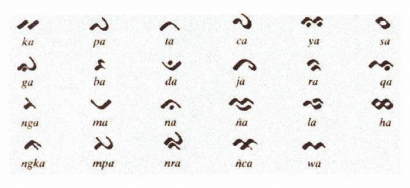 ᨀ ᨄ ᨈ ᨌ ᨐ ᨔ
ka pa ta ca ya sa
ᨁ ᨅ ᨉ ᨍ ᨑ ᨕ
ga ba da ja ra qa
ᨂ ᨆ ᨊ ᨎ ᨒ ᨖ
nga ma na ña la ha
ᨃ ᨇ ᨋ ᨏ ᨓ
ngka mpa nra ñca wa